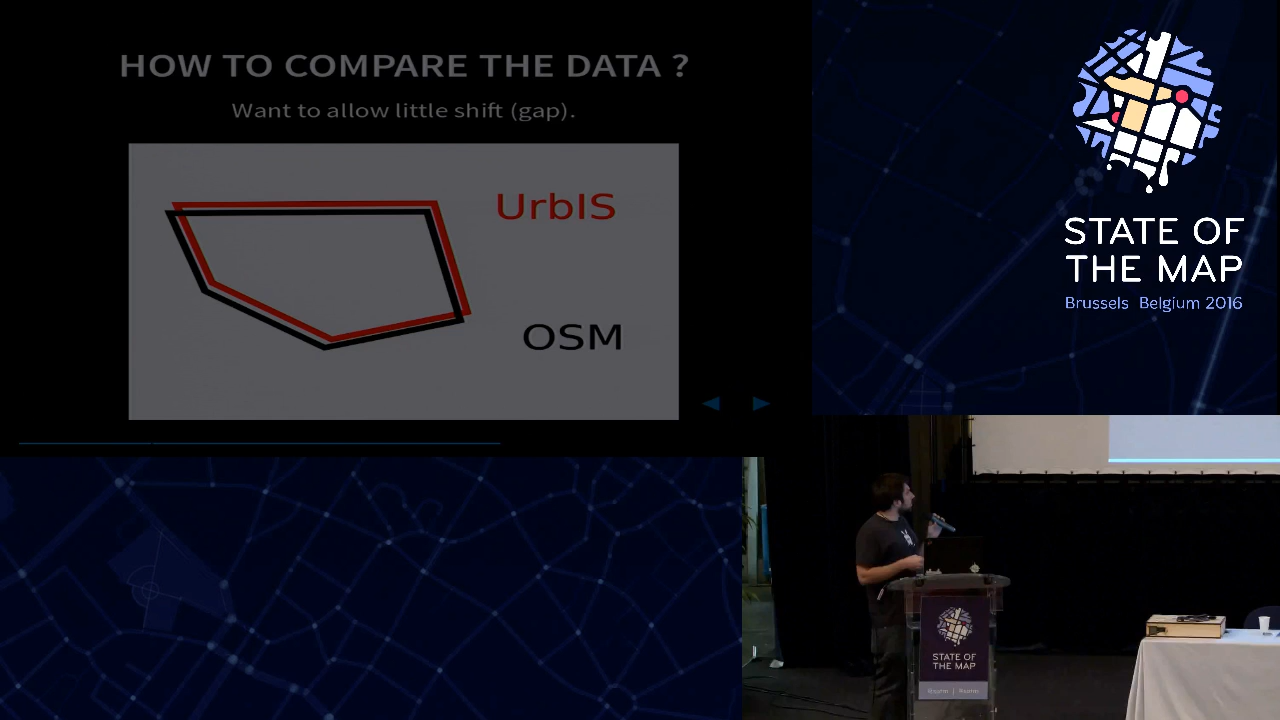 HOW TO COMPARE THE DATA ?
Want to allow little shift (gap).
UrbIS
OSM
STATE OF
THE MAP
Brussels Belgium 2016
STATE OF
THE MAP